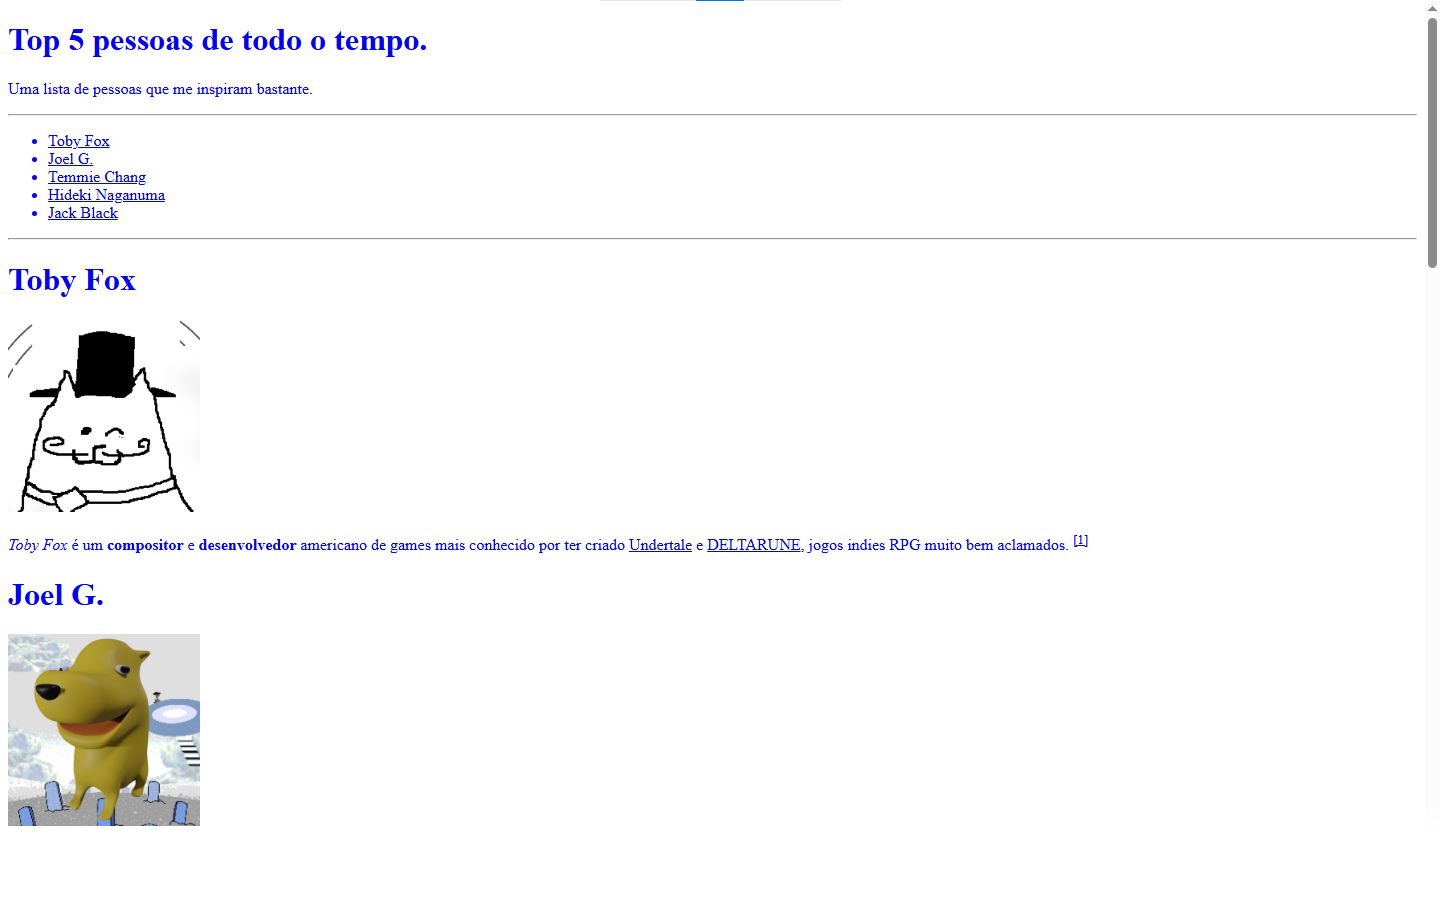 Top 5 pessoas de todo o tempo.
Uma lista de pessoas que me inspiram bastante.
Toby Fox
Joel G.
Temmie Chang
Hideki Naganuma
Jack Black
Toby Fox
Toby Fox é um compositor e desenvolvedor americano de games mais conhecido por ter criado Undertale e DELTARUNE, jogos indies RPG muito bem aclamados. [1]
Joel G.